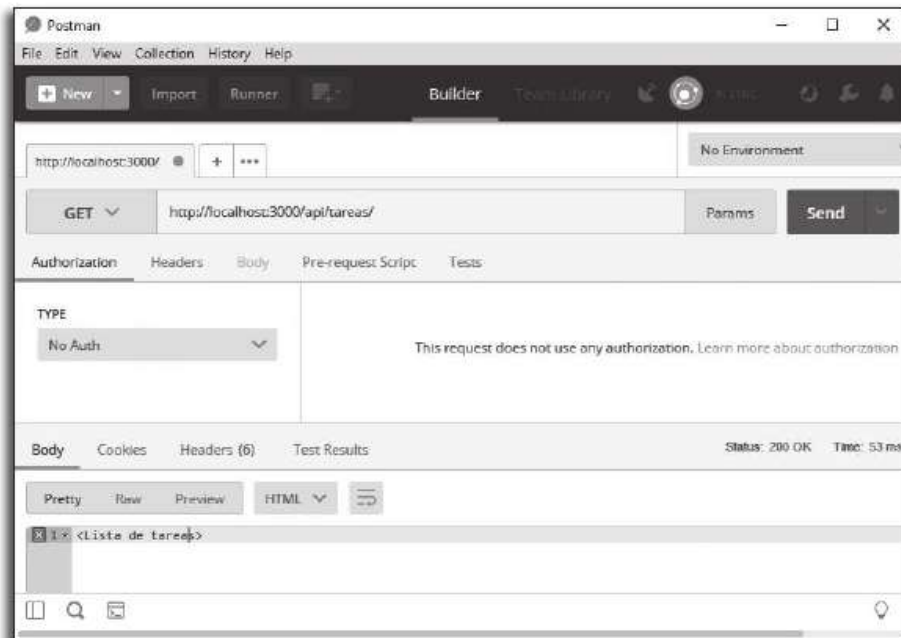 Postman
File Edit View Collection History Help
New Import Runner Builder Team Library
http://localhost:3000/ + •••
No Environment
GET http://localhost:3000/api/tareas/ Params Send
Authorization Headers Body Pre-request Script Tests
TYPE
No Auth
This request does not use any authorization. Learn more about authorization
Body Cookies Headers (6) Test Results Status: 200 OK Time: 53 ms
Pretty Raw Preview HTML
1 <Lista de tareas>